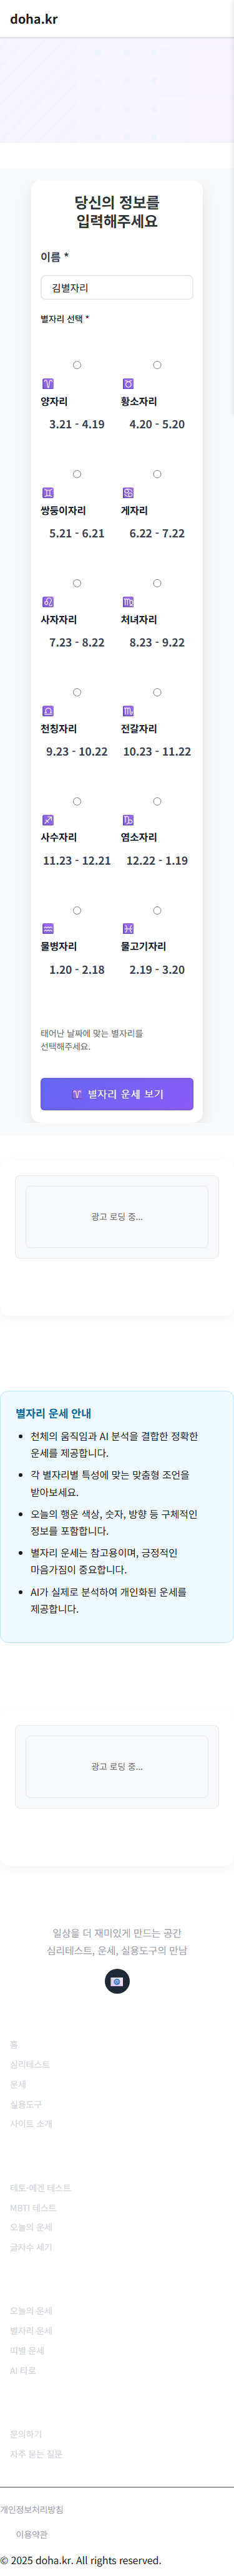 doha.kr
당신의 정보를
입력해주세요
이름 *
김별자리
별자리 선택 *
♈ ♉
양자리 황소자리
3.21 - 4.19 4.20 - 5.20
♊ ♋
쌍둥이자리 게자리
5.21 - 6.21 6.22 - 7.22
♌ ♍
사자자리 처녀자리
7.23 - 8.22 8.23 - 9.22
♎ ♏
천칭자리 전갈자리
9.23 - 10.22 10.23 - 11.22
♐ ♑
사수자리 염소자리
11.23 - 12.21 12.22 - 1.19
♒ ♓
물병자리 물고기자리
1.20 - 2.18 2.19 - 3.20
태어난 날짜에 맞는 별자리를
선택해주세요.
♈ 별자리 운세 보기
광고 로딩 중...
별자리 운세 안내
• 천체의 움직임과 AI 분석을 결합한 정확한
운세를 제공합니다.
• 각 별자리별 특성에 맞는 맞춤형 조언을
받아보세요.
• 오늘의 행운 색상, 숫자, 방향 등 구체적인
정보를 포함합니다.
• 별자리 운세는 참고용이며, 긍정적인
마음가짐이 중요합니다.
• AI가 실제로 분석하여 개인화된 운세를
제공합니다.
광고 로딩 중...
일상을 더 재미있게 만드는 공간
심리테스트, 운세, 실용도구의 만남
홈
심리테스트
운세
실용도구
사이트 소개
테토-에겐 테스트
MBTI 테스트
오늘의 운세
글자수 세기
오늘의 운세
별자리 운세
띠별 운세
AI 타로
문의하기
자주 묻는 질문
개인정보처리방침
이용약관
© 2025 doha.kr. All rights reserved.